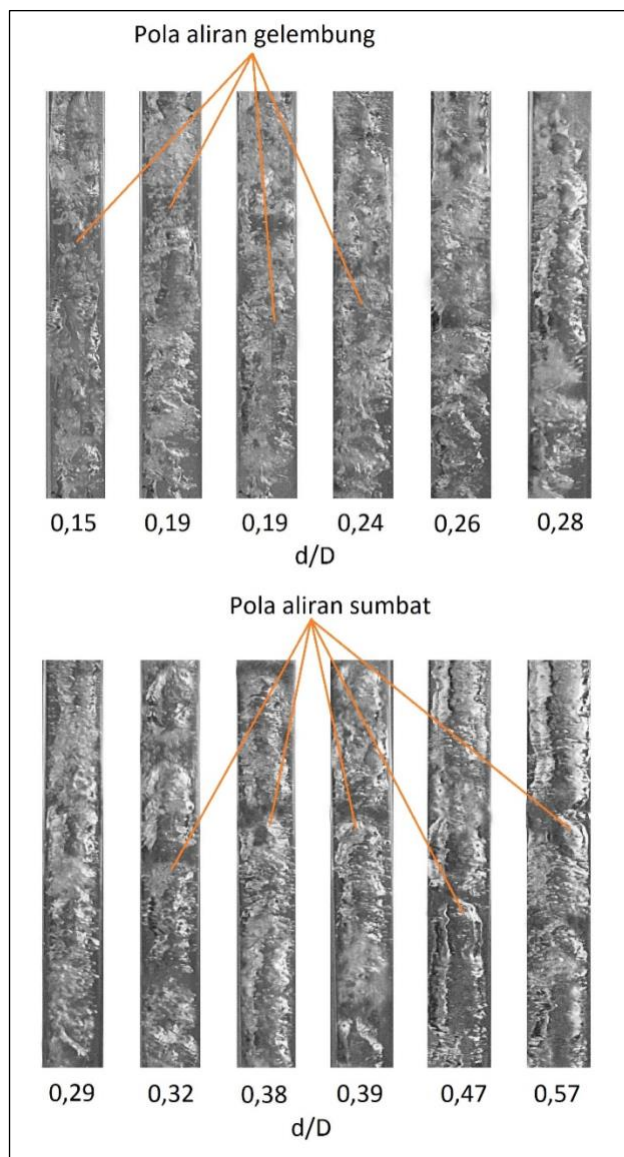 Pola aliran gelembung
0,15 0,19 0,19 0,24 0,26 0,28
d/D
Pola aliran sumbat
0,29 0,32 0,38 0,39 0,47 0,57
d/D